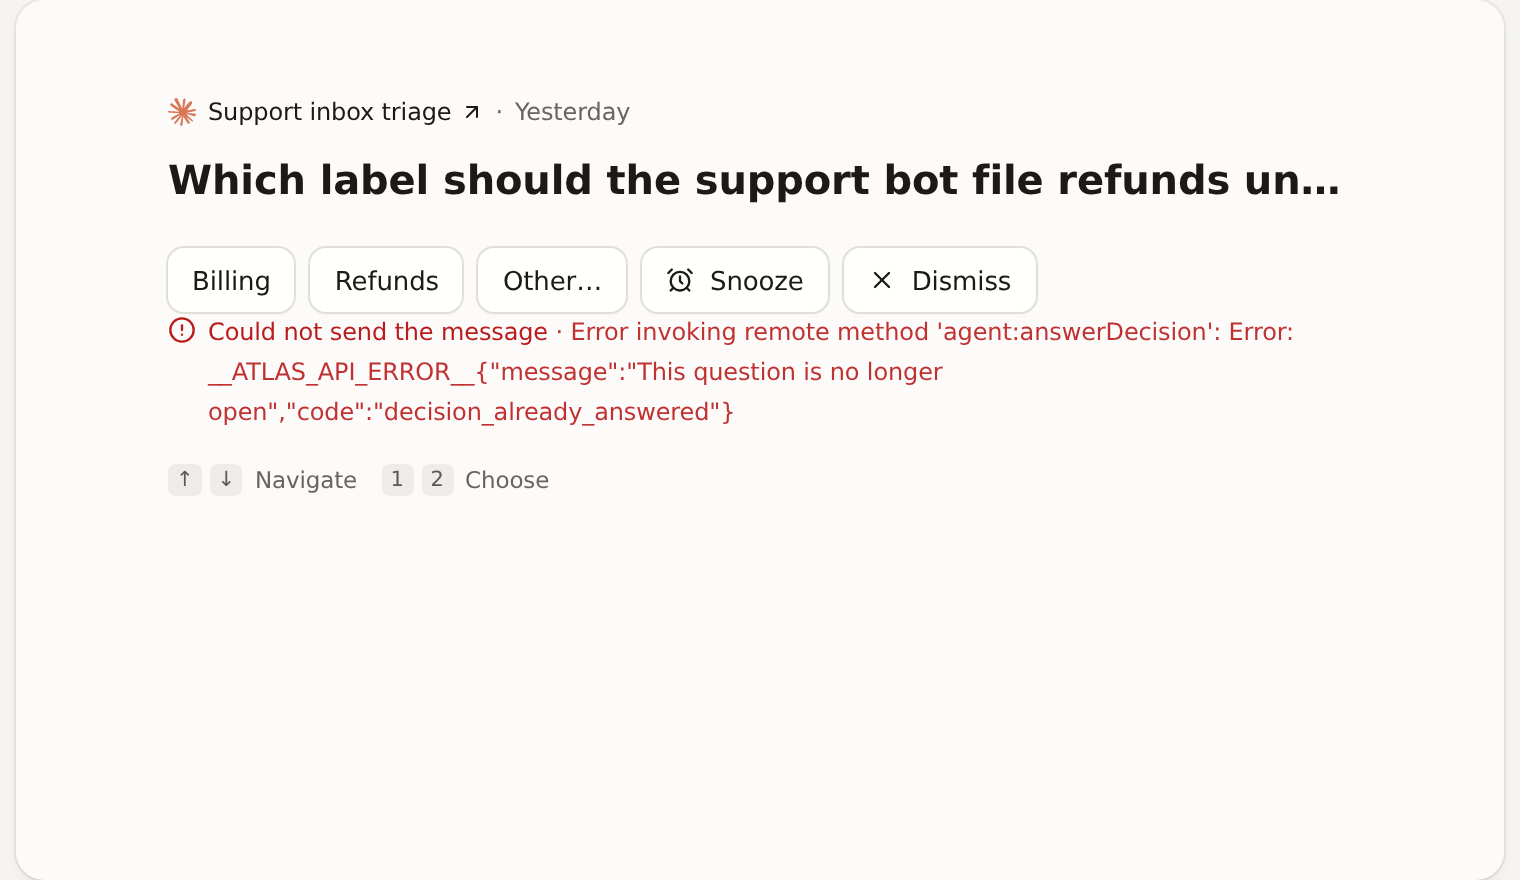 Support inbox triage ↗ · Yesterday
Which label should the support bot file refunds un…
Billing Refunds Other… Snooze Dismiss
Could not send the message · Error invoking remote method 'agent:answerDecision': Error:
__ATLAS_API_ERROR__{"message":"This question is no longer
open","code":"decision_already_answered"}
↑ ↓ Navigate 1 2 Choose